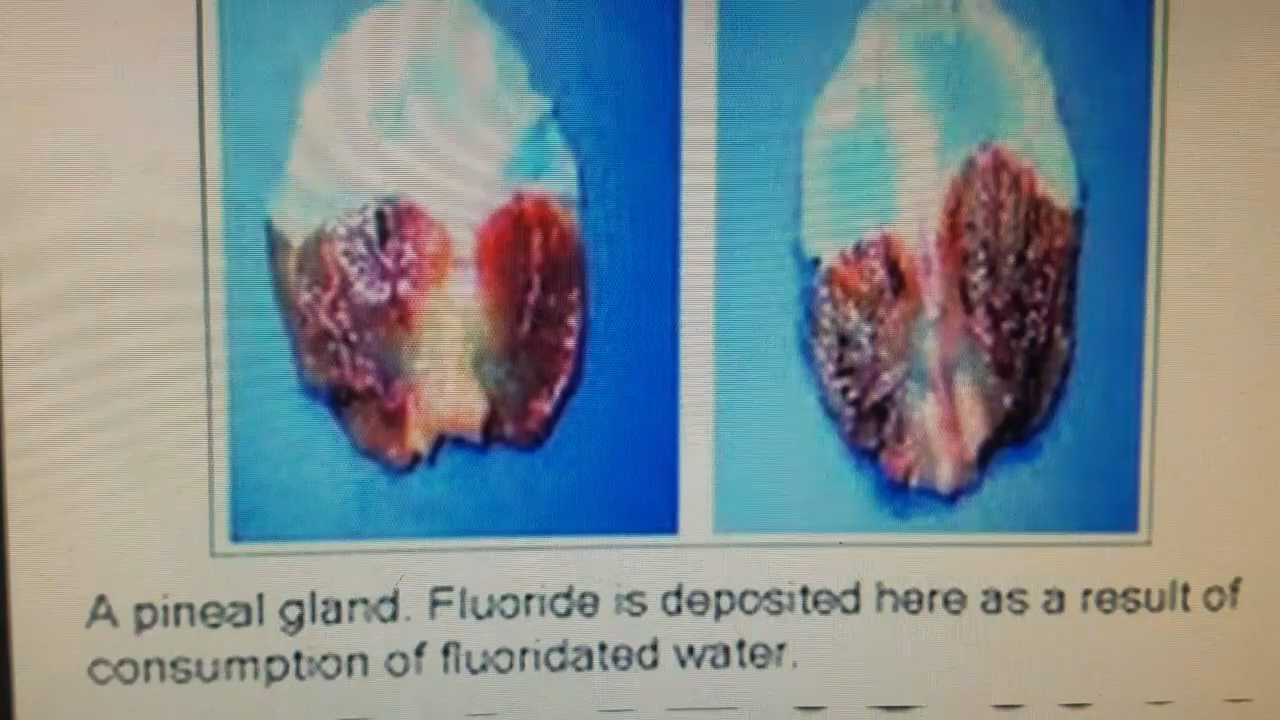 A pineal gland. Fluoride is deposited here as a result of
consumption of fluoridated water.